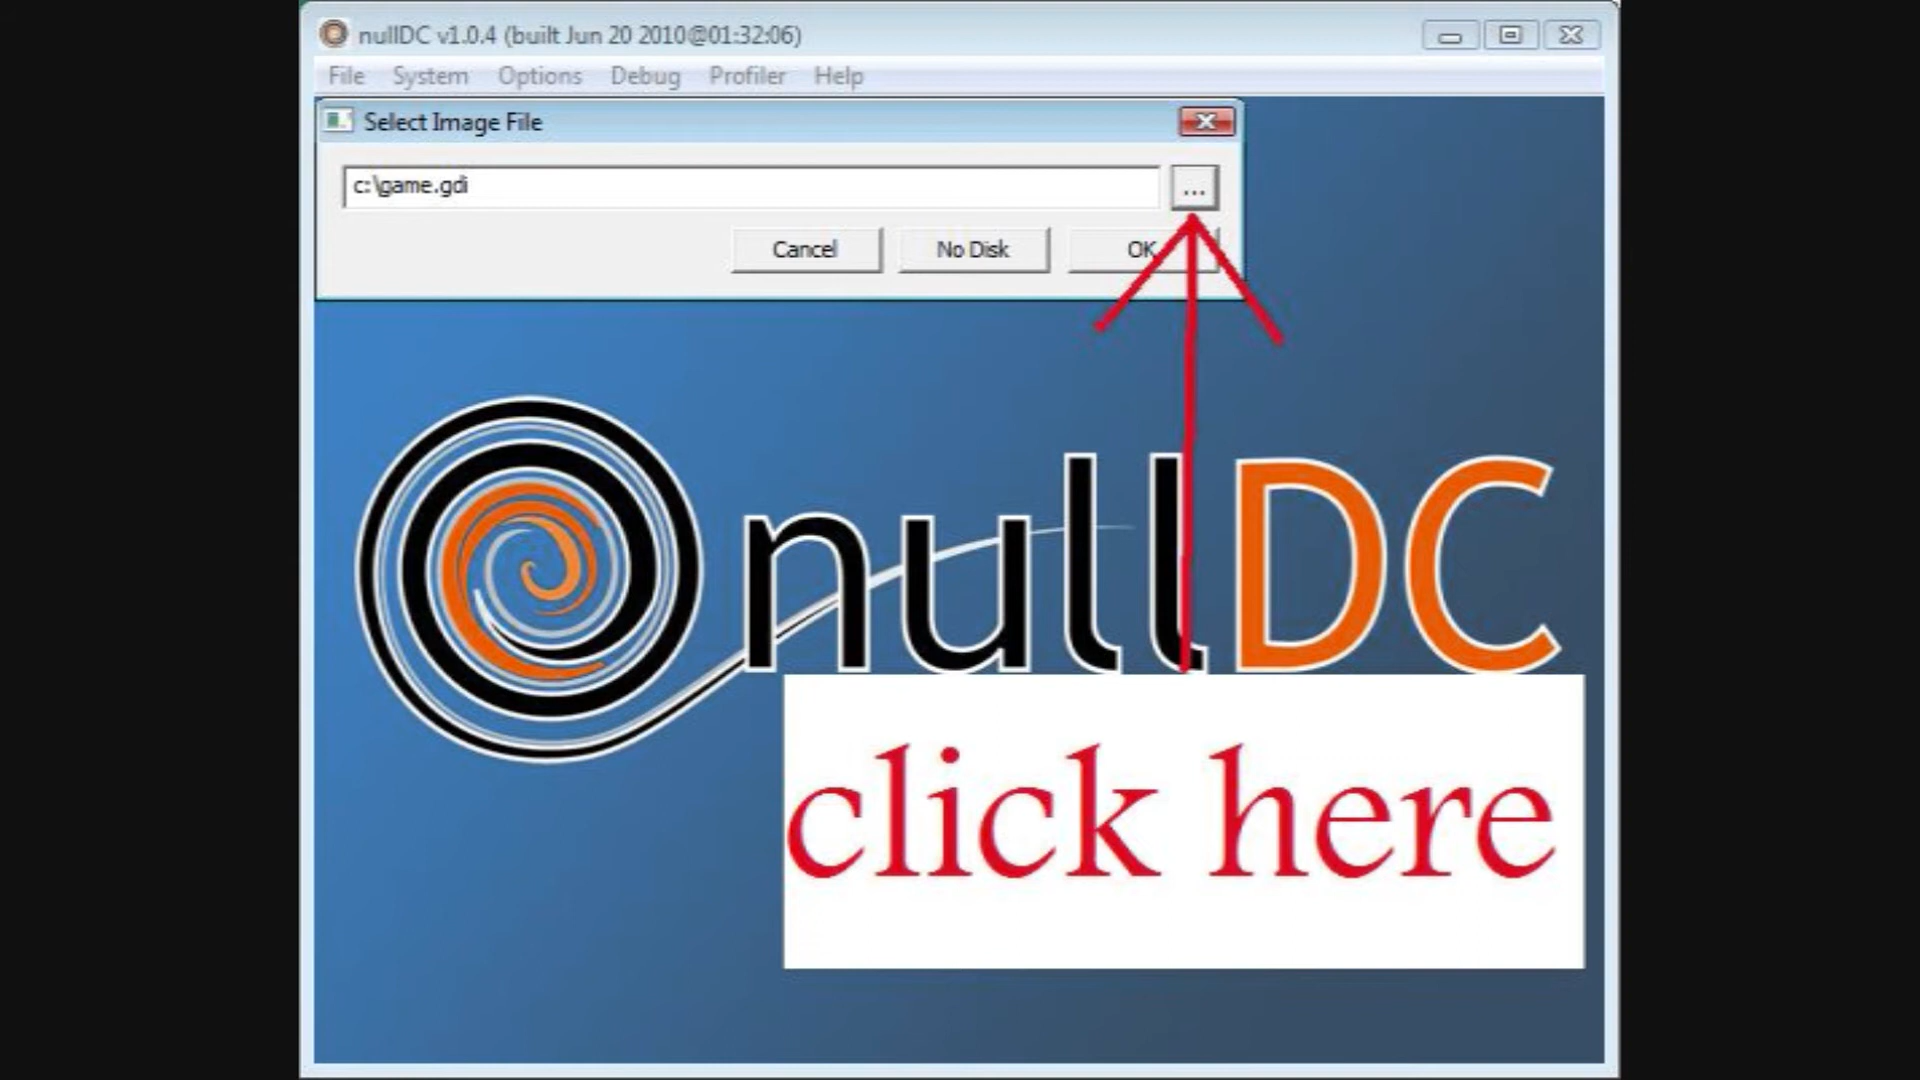 nullDC v1.0.4 (built Jun 20 2010@01:32:06)
File System Options Debug Profiler Help
Select Image File
c:\game.gdi
...
Cancel No Disk OK
nullDC
click here